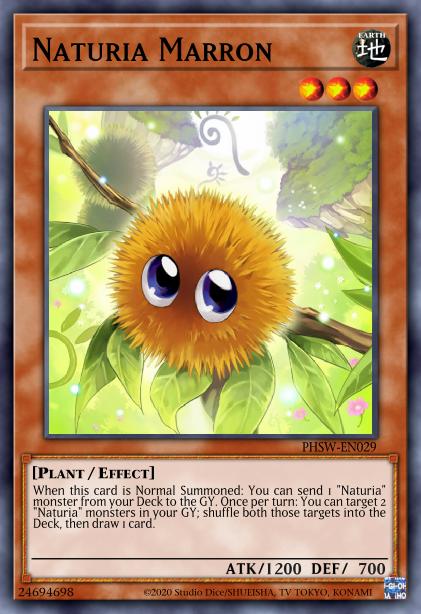 NATURIA MARRON
EARTH
地
PHSW-EN029
[PLANT / EFFECT]
When this card is Normal Summoned: You can send 1 "Naturia"
monster from your Deck to the GY. Once per turn: You can target 2
"Naturia" monsters in your GY; shuffle both those targets into the
Deck, then draw 1 card.
ATK/1200 DEF/ 700
24694698
©2020 Studio Dice/SHUEISHA, TV TOKYO, KONAMI